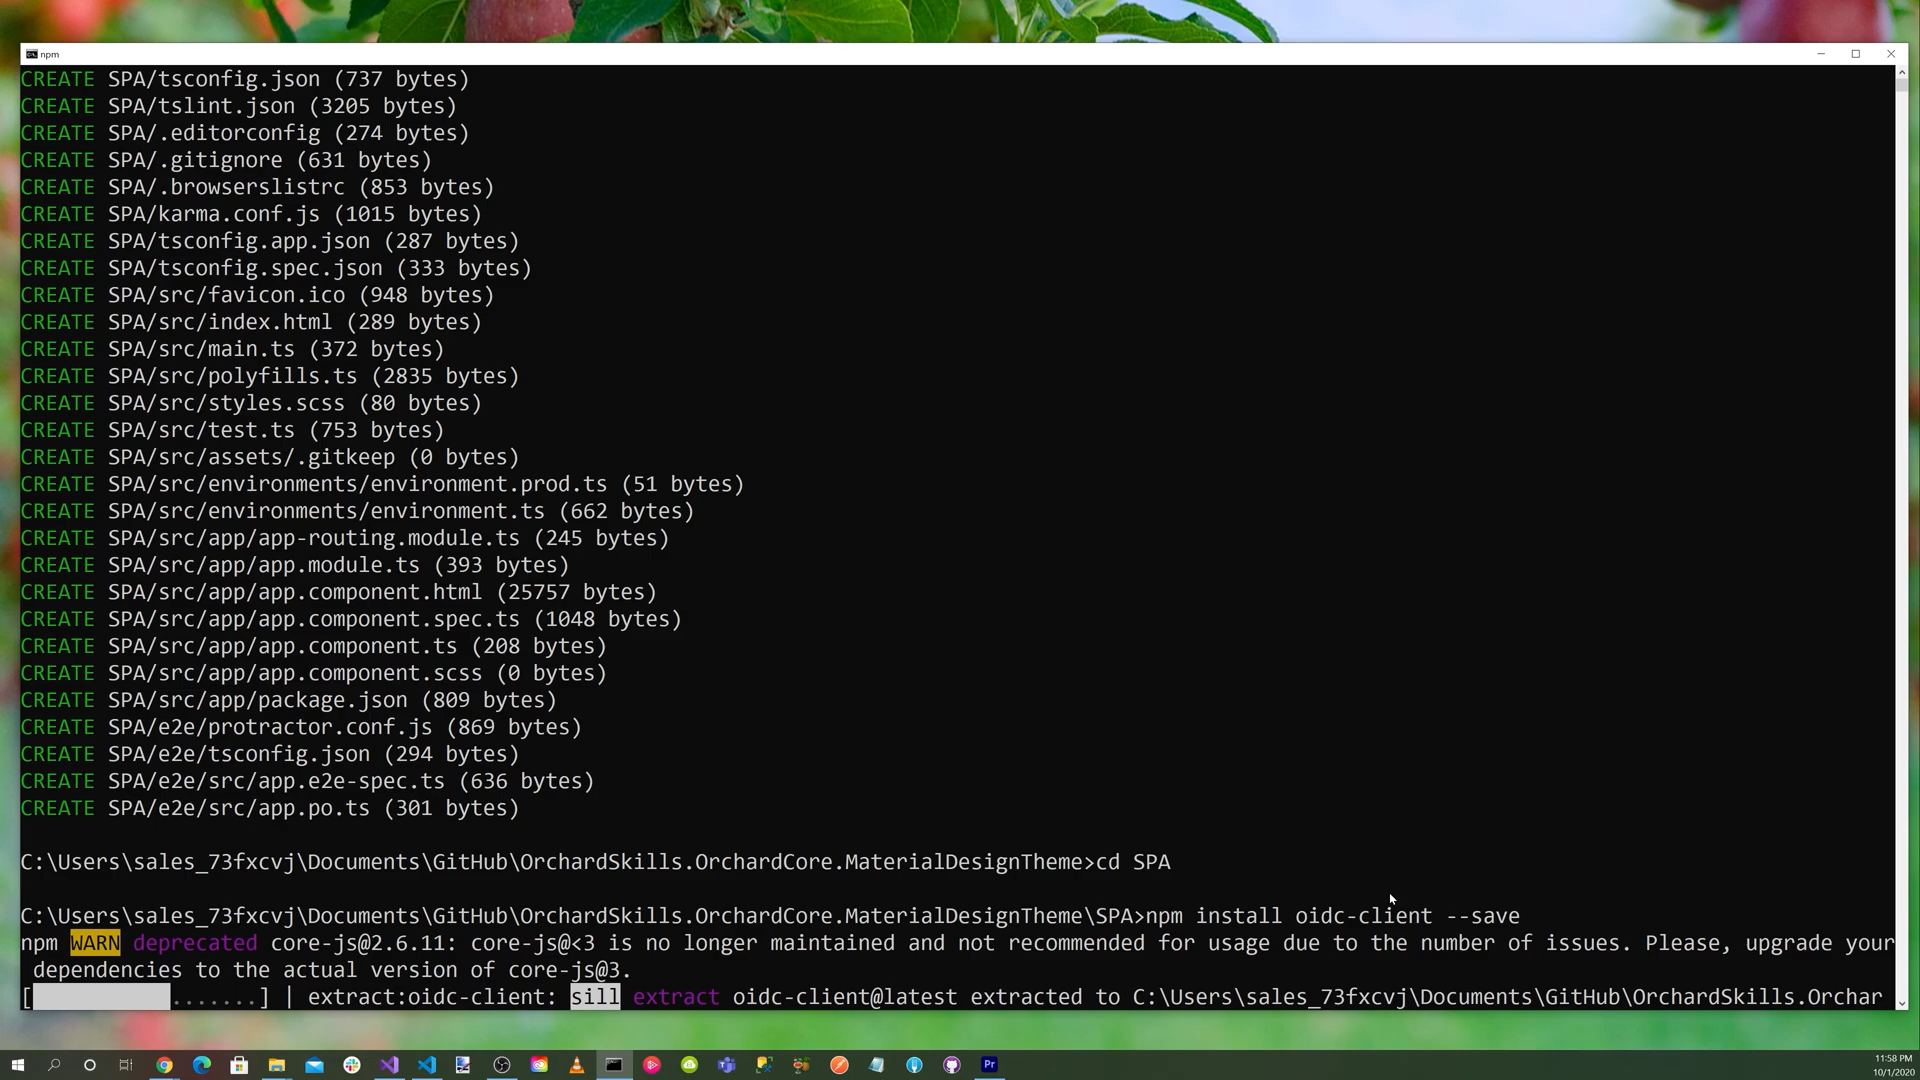 npm
CREATE SPA/tsconfig.json (737 bytes)
CREATE SPA/tslint.json (3205 bytes)
CREATE SPA/.editorconfig (274 bytes)
CREATE SPA/.gitignore (631 bytes)
CREATE SPA/.browserslistrc (853 bytes)
CREATE SPA/karma.conf.js (1015 bytes)
CREATE SPA/tsconfig.app.json (287 bytes)
CREATE SPA/tsconfig.spec.json (333 bytes)
CREATE SPA/src/favicon.ico (948 bytes)
CREATE SPA/src/index.html (289 bytes)
CREATE SPA/src/main.ts (372 bytes)
CREATE SPA/src/polyfills.ts (2835 bytes)
CREATE SPA/src/styles.scss (80 bytes)
CREATE SPA/src/test.ts (753 bytes)
CREATE SPA/src/assets/.gitkeep (0 bytes)
CREATE SPA/src/environments/environment.prod.ts (51 bytes)
CREATE SPA/src/environments/environment.ts (662 bytes)
CREATE SPA/src/app/app-routing.module.ts (245 bytes)
CREATE SPA/src/app/app.module.ts (393 bytes)
CREATE SPA/src/app/app.component.html (25757 bytes)
CREATE SPA/src/app/app.component.spec.ts (1048 bytes)
CREATE SPA/src/app/app.component.ts (208 bytes)
CREATE SPA/src/app/app.component.scss (0 bytes)
CREATE SPA/src/app/package.json (809 bytes)
CREATE SPA/e2e/protractor.conf.js (869 bytes)
CREATE SPA/e2e/tsconfig.json (294 bytes)
CREATE SPA/e2e/src/app.e2e-spec.ts (636 bytes)
CREATE SPA/e2e/src/app.po.ts (301 bytes)
C:\Users\sales_73fxcvj\Documents\GitHub\OrchardSkills.OrchardCore.MaterialDesignTheme>cd SPA
C:\Users\sales_73fxcvj\Documents\GitHub\OrchardSkills.OrchardCore.MaterialDesignTheme\SPA>npm install oidc-client --save
npm WARN deprecated core-js@2.6.11: core-js@<3 is no longer maintained and not recommended for usage due to the number of issues. Please, upgrade your
dependencies to the actual version of core-js@3.
[ .......] | extract:oidc-client: sill extract oidc-client@latest extracted to C:\Users\sales_73fxcvj\Documents\GitHub\OrchardSkills.Orchar
Pr
11:58 PM
10/1/2020